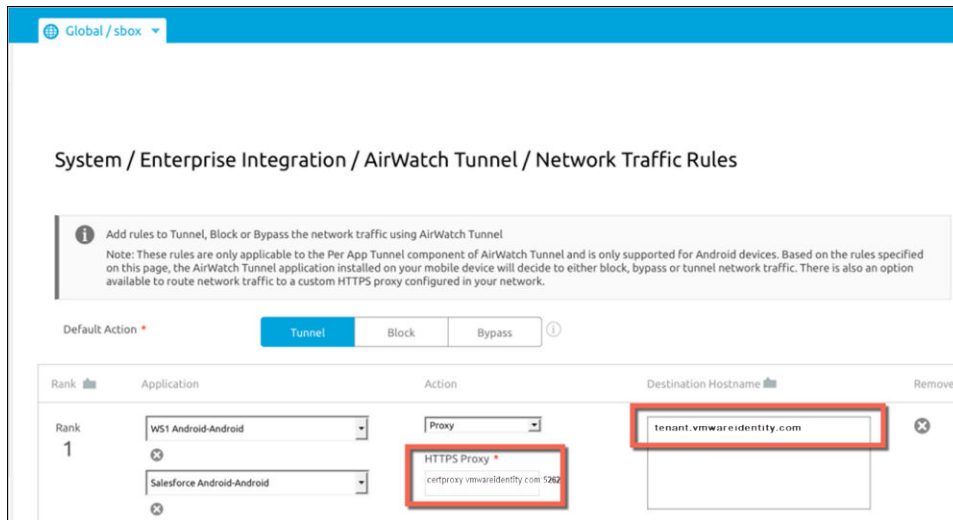 Global / sbox
System / Enterprise Integration / AirWatch Tunnel / Network Traffic Rules
Add rules to Tunnel, Block or Bypass the network traffic using AirWatch Tunnel
Note: These rules are only applicable to the Per App Tunnel component of AirWatch Tunnel and is only supported for Android devices. Based on the rules specified
on this page, the AirWatch Tunnel application installed on your mobile device will decide to either block, bypass or tunnel network traffic. There is also an option
available to route network traffic to a custom HTTPS proxy configured in your network.
Default Action * Tunnel Block Bypass
Rank Application Action Destination Hostname Remove
Rank
1
WS1 Android-Android
Proxy
tenant.vmwareidentity.com
HTTPS Proxy *
Salesforce Android-Android
certproxy vmwareidentity com 5262